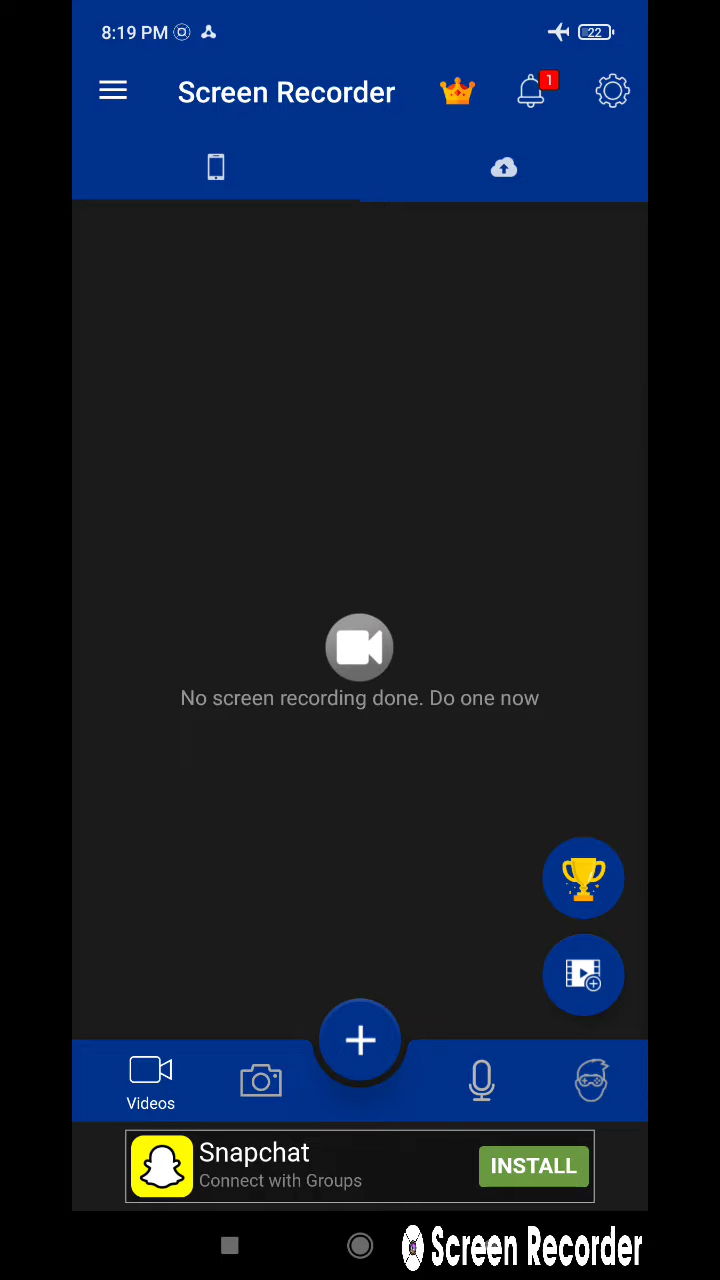 8:19 PM
22
Screen Recorder
1
No screen recording done. Do one now
Videos
Snapchat
Connect with Groups
INSTALL
Screen Recorder